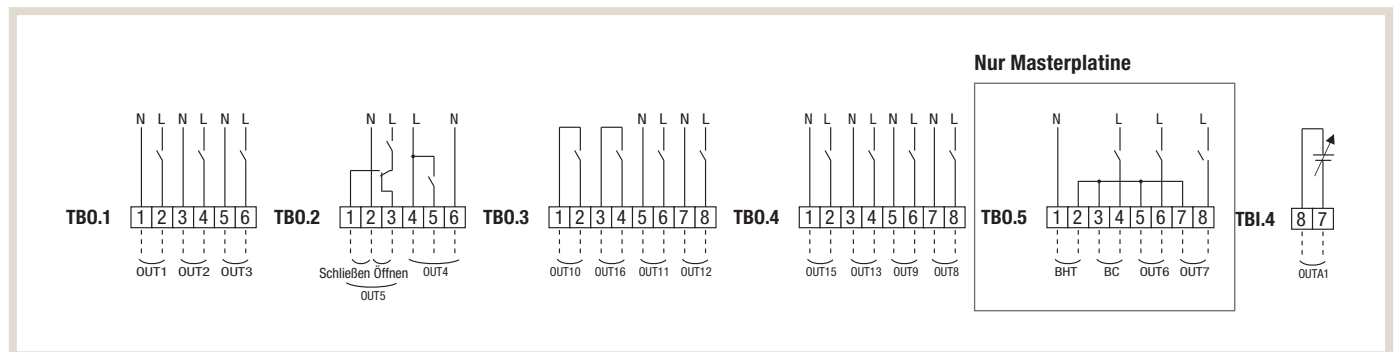 Nur Masterplatine
N L N L N L
N L L N
N L N L
N L N L N L N L
N L L L
TBO.1 1 2 3 4 5 6
TBO.2 1 2 3 4 5 6
TBO.3 1 2 3 4 5 6 7 8
TBO.4 1 2 3 4 5 6 7 8
TBO.5 1 2 3 4 5 6 7 8
TBI.4 8 7
OUT1 OUT2 OUT3
Schließen Öffnen OUT4
OUT5
OUT10 OUT16 OUT11 OUT12
OUT15 OUT13 OUT9 OUT8
BHT BC OUT6 OUT7
OUTA1